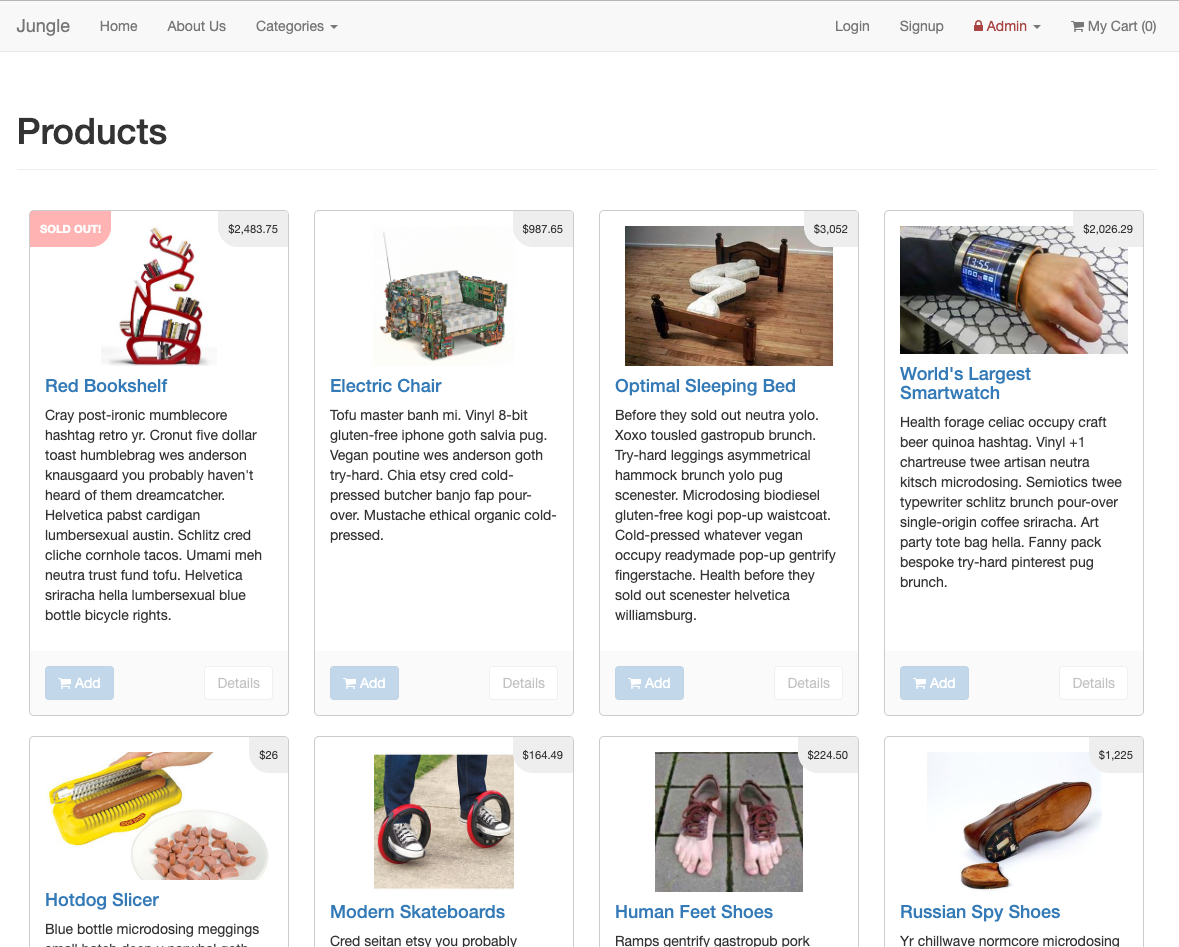 Jungle Home About Us Categories Login Signup Admin My Cart (0)
Products
SOLD OUT!
$2,483.75
Red Bookshelf
Cray post-ironic mumblecore
hashtag retro yr. Cronut five dollar
toast humblebrag wes anderson
knausgaard you probably haven't
heard of them dreamcatcher.
Helvetica pabst cardigan
lumbersexual austin. Schlitz cred
cliche cornhole tacos. Umami meh
neutra trust fund tofu. Helvetica
sriracha hella lumbersexual blue
bottle bicycle rights.
Add Details
$987.65
Electric Chair
Tofu master banh mi. Vinyl 8-bit
gluten-free iphone goth salvia pug.
Vegan poutine wes anderson goth
try-hard. Chia etsy cred cold-
pressed butcher banjo fap pour-
over. Mustache ethical organic cold-
pressed.
Add Details
$3,052
Optimal Sleeping Bed
Before they sold out neutra yolo.
Xoxo tousled gastropub brunch.
Try-hard leggings asymmetrical
hammock brunch yolo pug
scenester. Microdosing biodiesel
gluten-free kogi pop-up waistcoat.
Cold-pressed whatever vegan
occupy readymade pop-up gentrify
fingerstache. Health before they
sold out scenester helvetica
williamsburg.
Add Details
$2,026.29
13:55
World's Largest
Smartwatch
Health forage celiac occupy craft
beer quinoa hashtag. Vinyl +1
chartreuse twee artisan neutra
kitsch microdosing. Semiotics twee
typewriter schlitz brunch pour-over
single-origin coffee sriracha. Art
party tote bag hella. Fanny pack
bespoke try-hard pinterest pug
brunch.
Add Details
$26
Hotdog Slicer
Blue bottle microdosing meggings
$164.49
Modern Skateboards
Cred seitan etsy you probably
$224.50
Human Feet Shoes
Ramps gentrify gastropub pork
$1,225
Russian Spy Shoes
Yr chillwave normcore microdosing